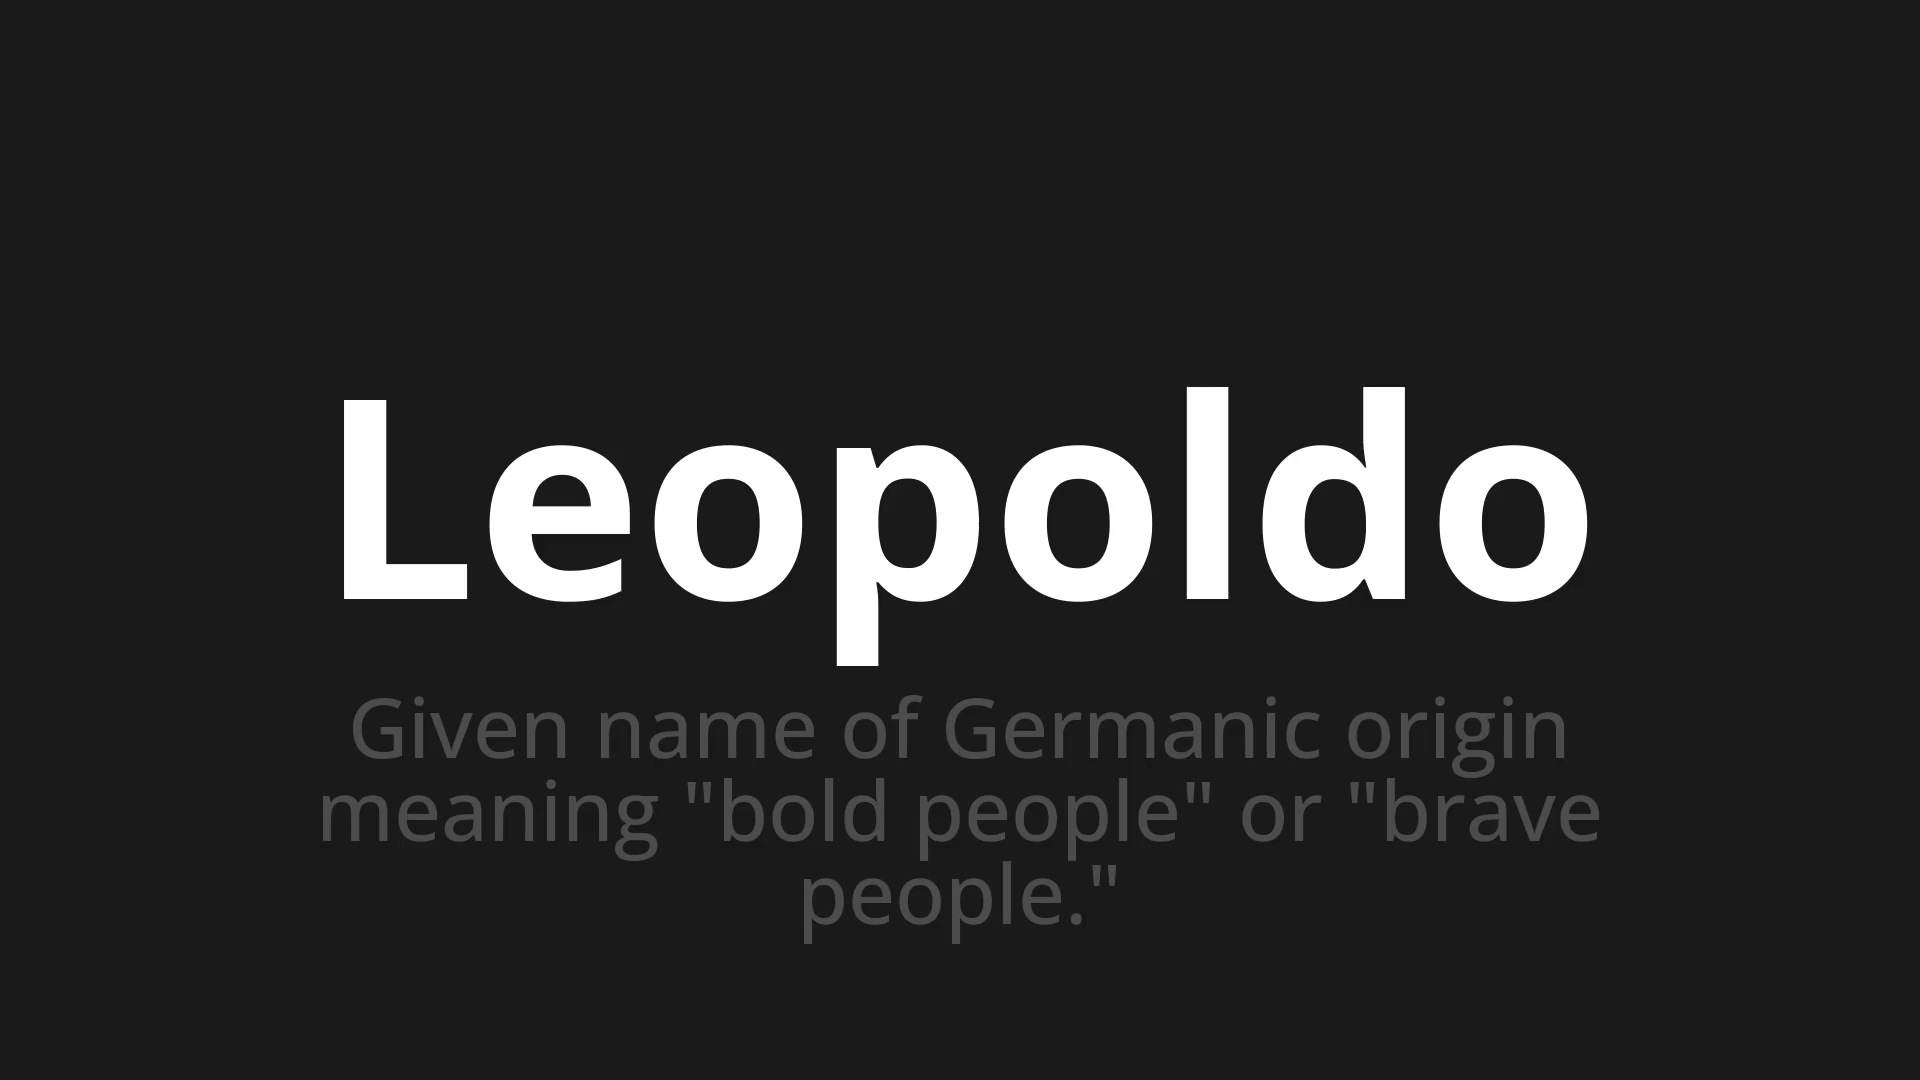 Leopoldo
Given name of Germanic origin
meaning "bold people" or "brave
people."